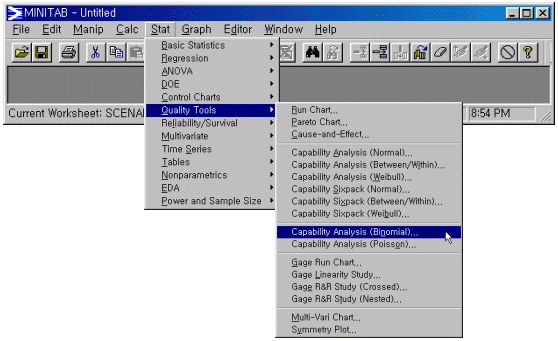 MINITAB - Untitled
File Edit Manip Calc Stat Graph Editor Window Help
Basic Statistics
Regression
ANOVA
DOE
Control Charts
Quality Tools
Reliability/Survival
Multivariate
Time Series
Tables
Nonparametrics
EDA
Power and Sample Size
Current Worksheet: SCENA
8:54 PM
Run Chart...
Pareto Chart...
Cause-and-Effect...
Capability Analysis (Normal)...
Capability Analysis (Between/Within)...
Capability Analysis (Weibull)...
Capability Sixpack (Normal)...
Capability Sixpack (Between/Within)...
Capability Sixpack (Weibull)...
Capability Analysis (Binomial)...
Capability Analysis (Poisson)...
Gage Run Chart...
Gage Linearity Study...
Gage R&R Study (Crossed)...
Gage R&R Study (Nested)...
Multi-Vari Chart...
Symmetry Plot...